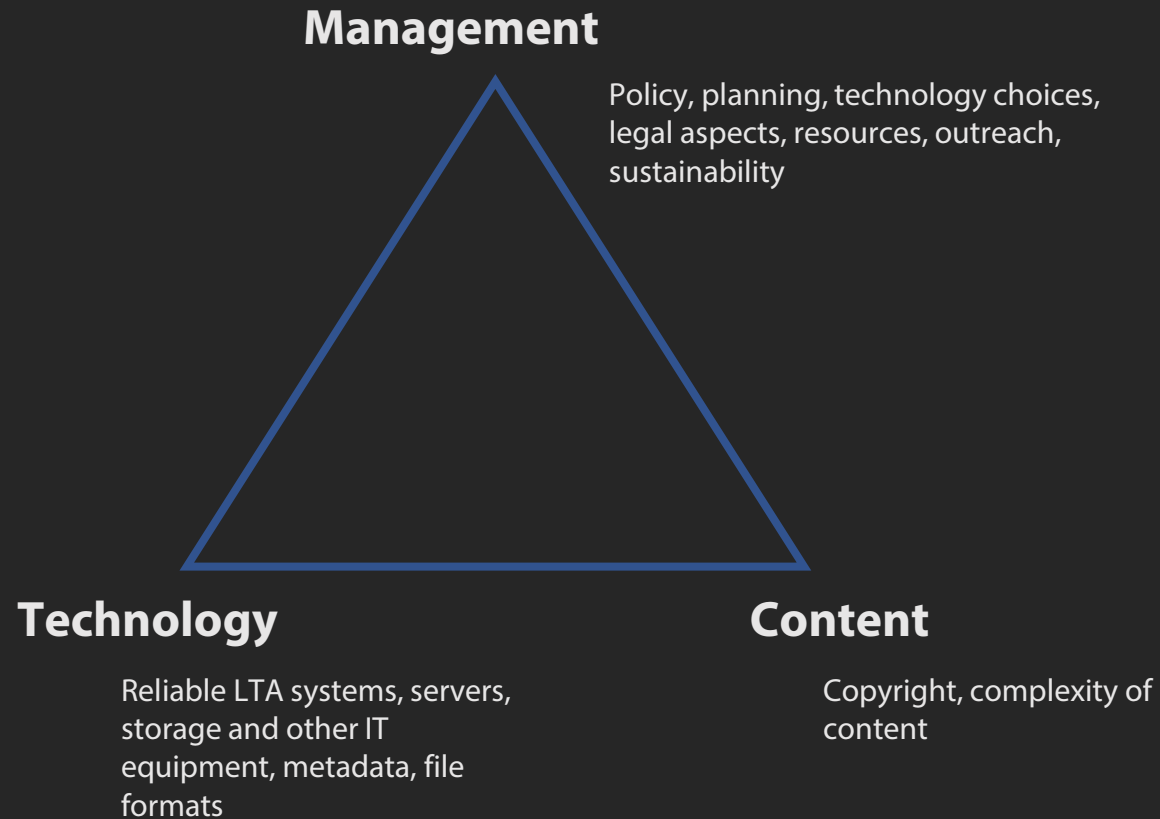 Management
Policy, planning, technology choices,
legal aspects, resources, outreach,
sustainability
Technology
Reliable LTA systems, servers,
storage and other IT
equipment, metadata, file
formats
Content
Copyright, complexity of
content